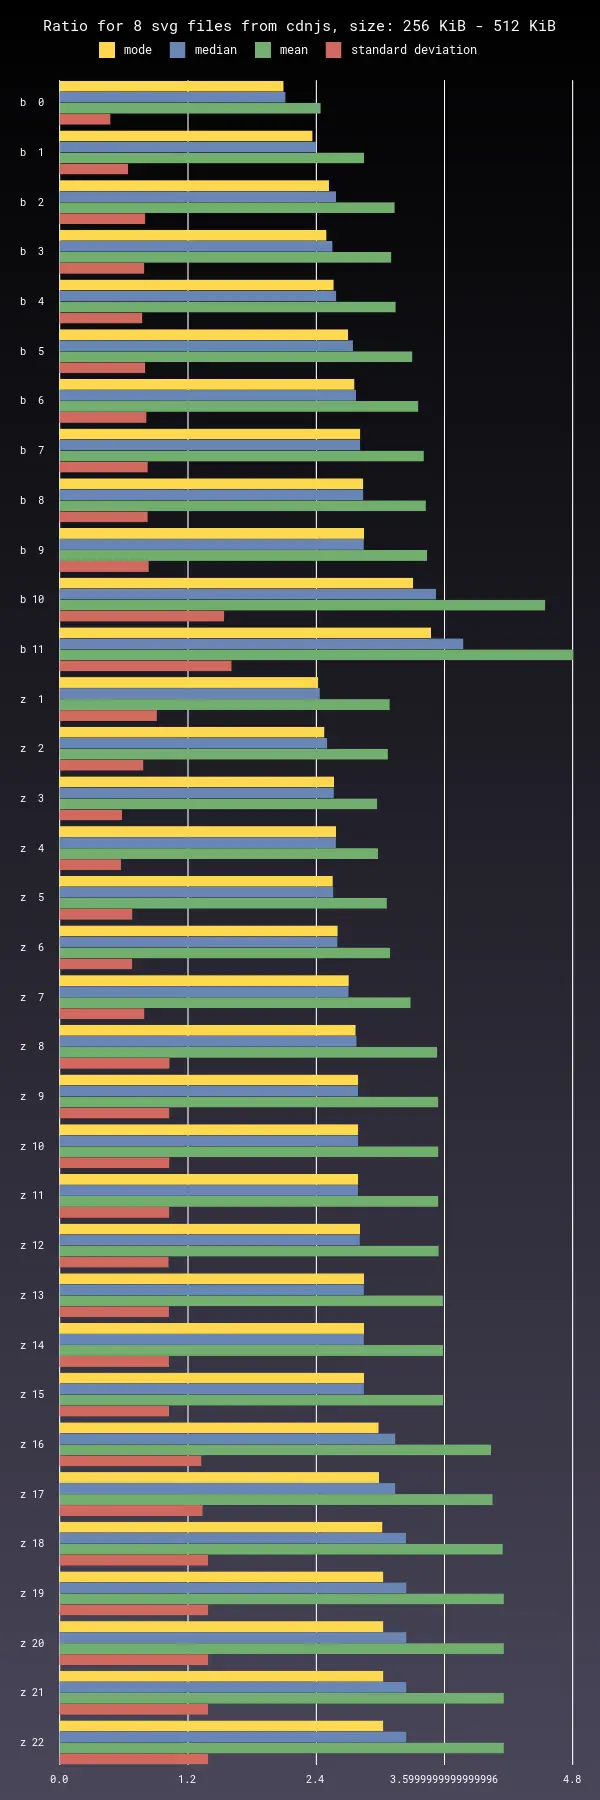 Ratio for 8 svg files from cdnjs, size: 256 KiB - 512 KiB
mode median mean standard deviation
b 0
b 1
b 2
b 3
b 4
b 5
b 6
b 7
b 8
b 9
b 10
b 11
z 1
z 2
z 3
z 4
z 5
z 6
z 7
z 8
z 9
z 10
z 11
z 12
z 13
z 14
z 15
z 16
z 17
z 18
z 19
z 20
z 21
z 22
0.0 1.2 2.4 3.5999999999999996 4.8